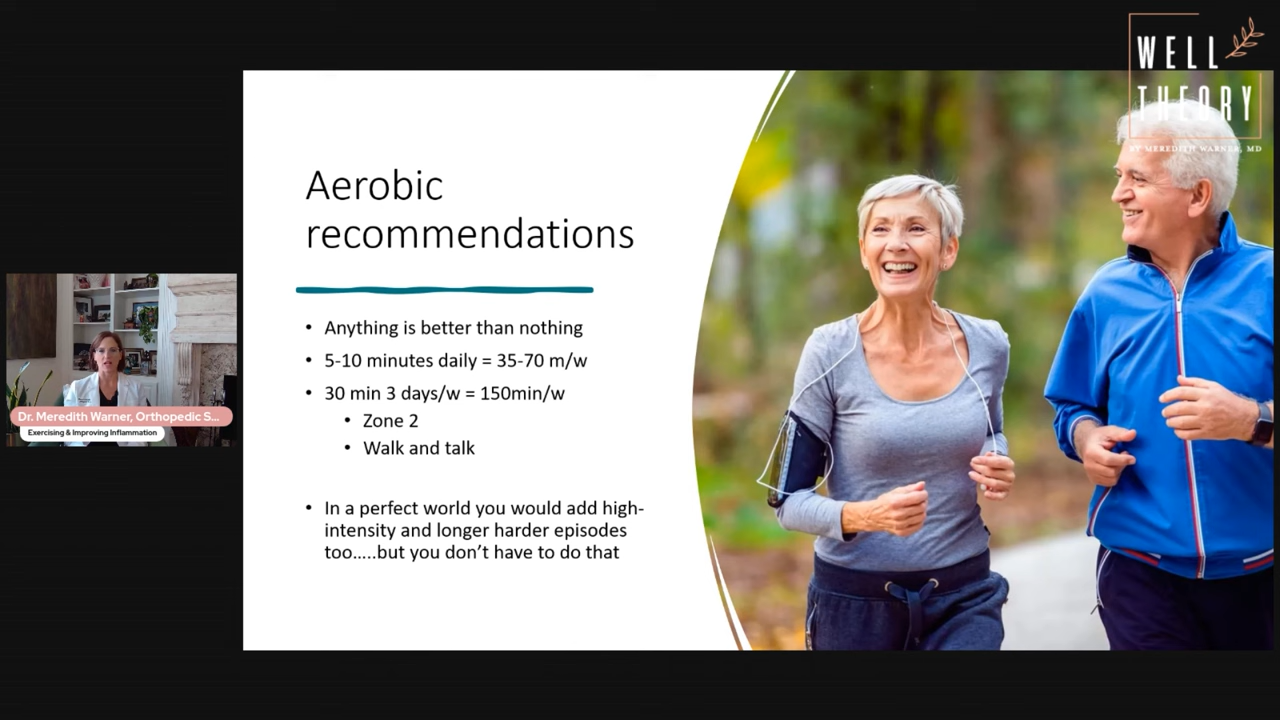 WELL
THEORY
BY MEREDITH WARNER, MD
Aerobic
recommendations
• Anything is better than nothing
• 5-10 minutes daily = 35-70 m/w
• 30 min 3 days/w = 150min/w
• Zone 2
• Walk and talk
• In a perfect world you would add high-
intensity and longer harder episodes
too.....but you don’t have to do that
Dr. Meredith Warner, Orthopedic S...
Exercising & Improving Inflammation